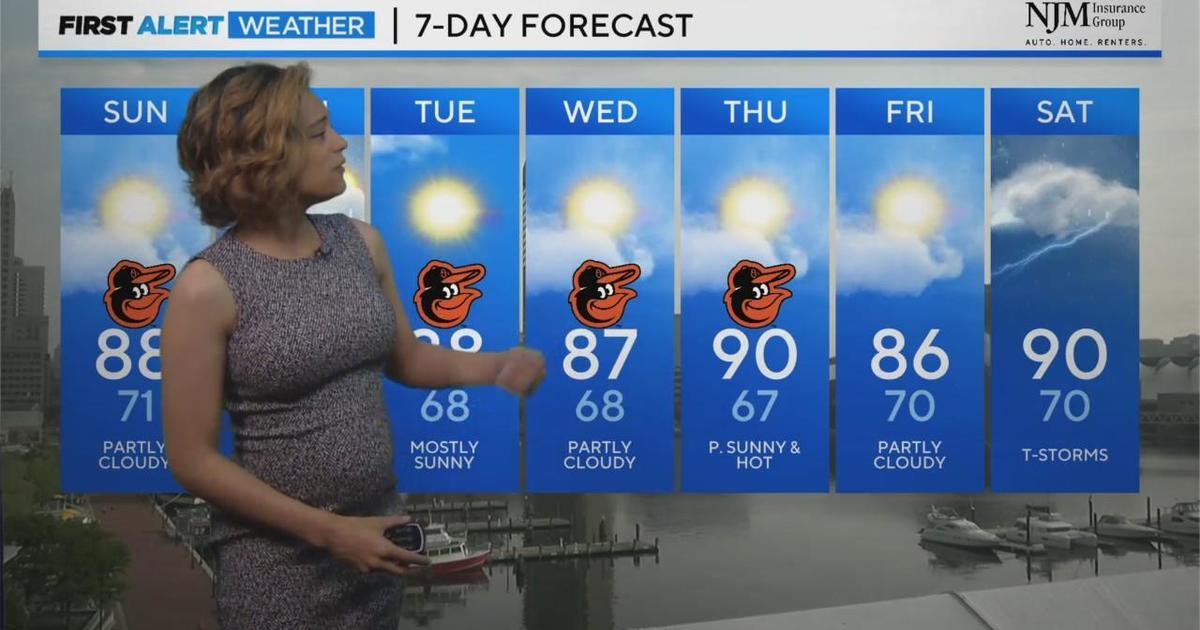 FIRST ALERT WEATHER | 7-DAY FORECAST
NJM Insurance Group
AUTO. HOME. RENTERS.
SUN
TUE
WED
THU
FRI
SAT
88
87
90
86
90
71
68
68
67
70
70
PARTLY CLOUDY
MOSTLY SUNNY
PARTLY CLOUDY
P. SUNNY & HOT
PARTLY CLOUDY
T-STORMS